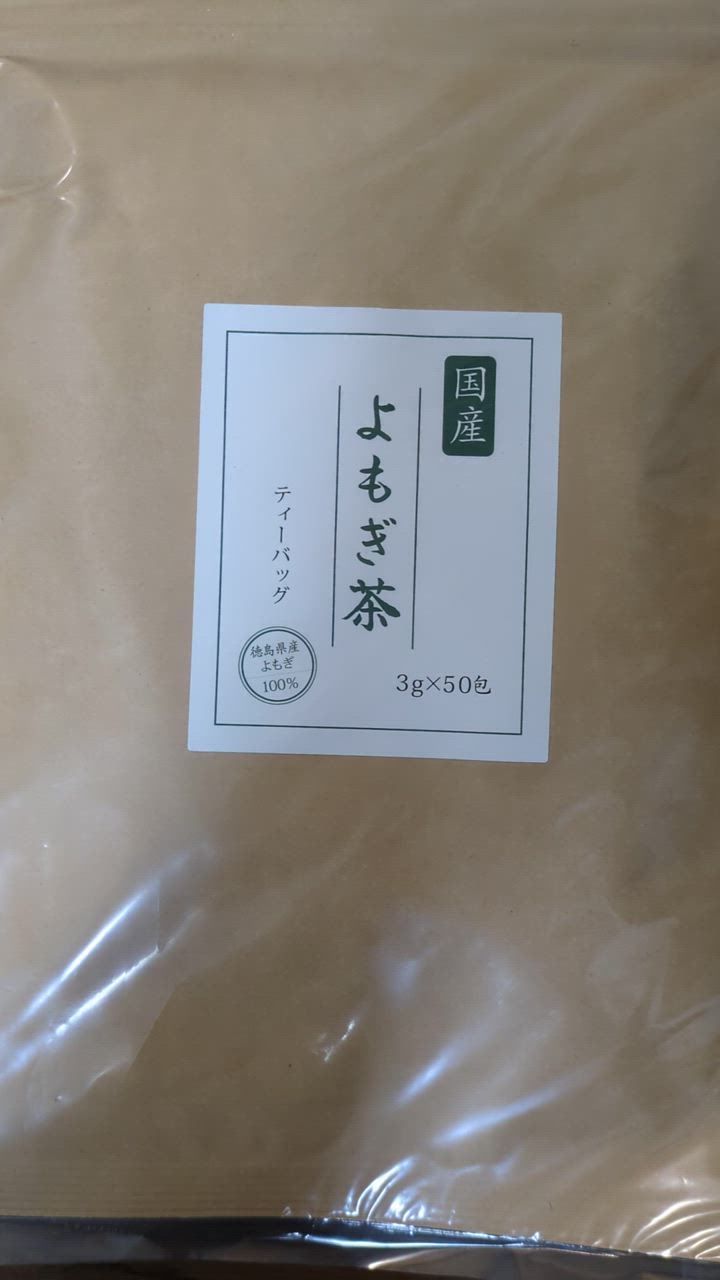 国産
よもぎ茶
ティーバッグ
徳島県産
よもぎ
100%
3g×50包